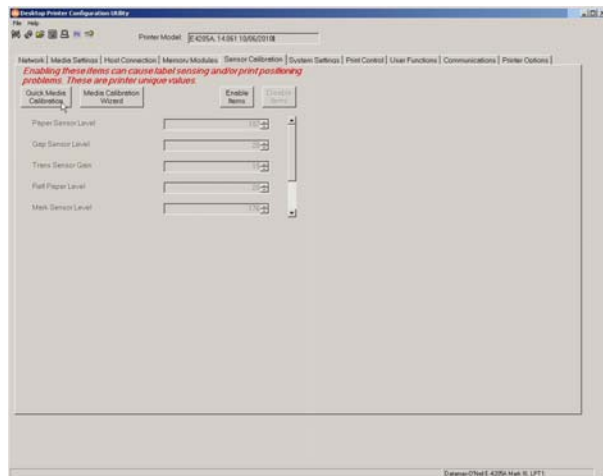 Desktop Printer Configuration Utility
File Help
Printer Model: E4205A, 14.061 10/06/2010
Network Media Settings Host Connection Memory Modules Sensor Calibration System Settings Print Control User Functions Communications Printer Options
Enabling these items can cause label sensing and/or print positioning
problems. These are printer unique values.
Quick Media Calibration Media Calibration Wizard Enable Items Disable Items
Paper Sensor Level
Gap Sensor Level
Trans Sensor Gain
Refl Paper Level
Mark Sensor Level
Datamax-O'Neil E-4205A Mark III, LPT1